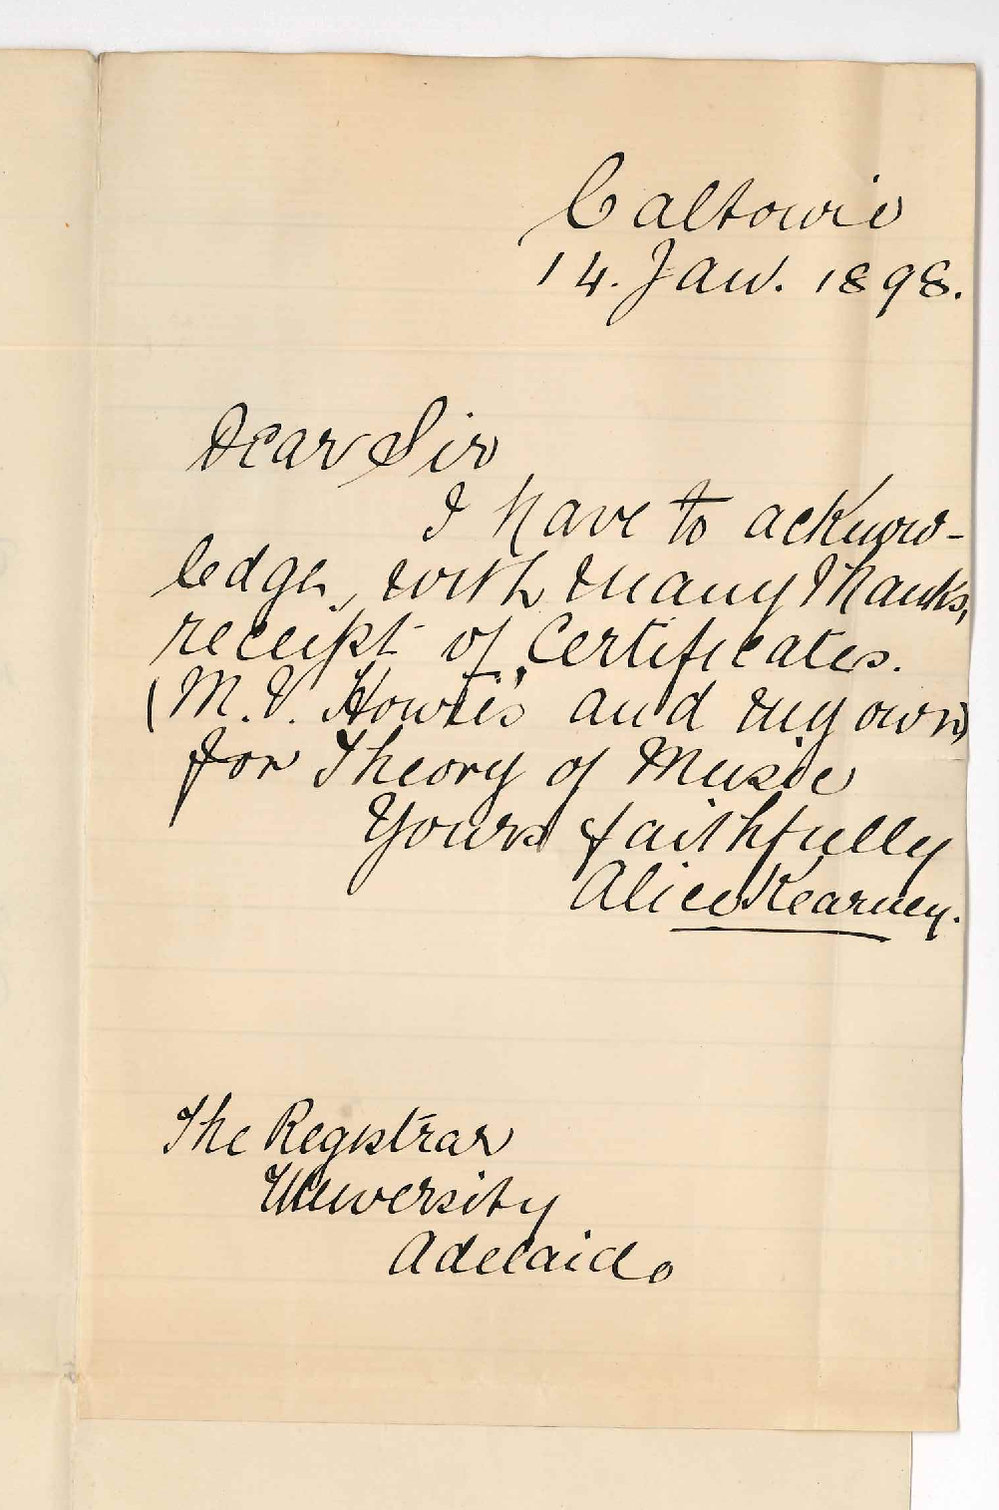 Caltowie
14. Jan. 1898.
Dear Sir
I have to acknow-
ledge, with many thanks,
receipt of Certificates.
(M. V. Howie's and my own)
for Theory of Music
Yours faithfully
Alice Kearney.
The Registrar
University
Adelaide